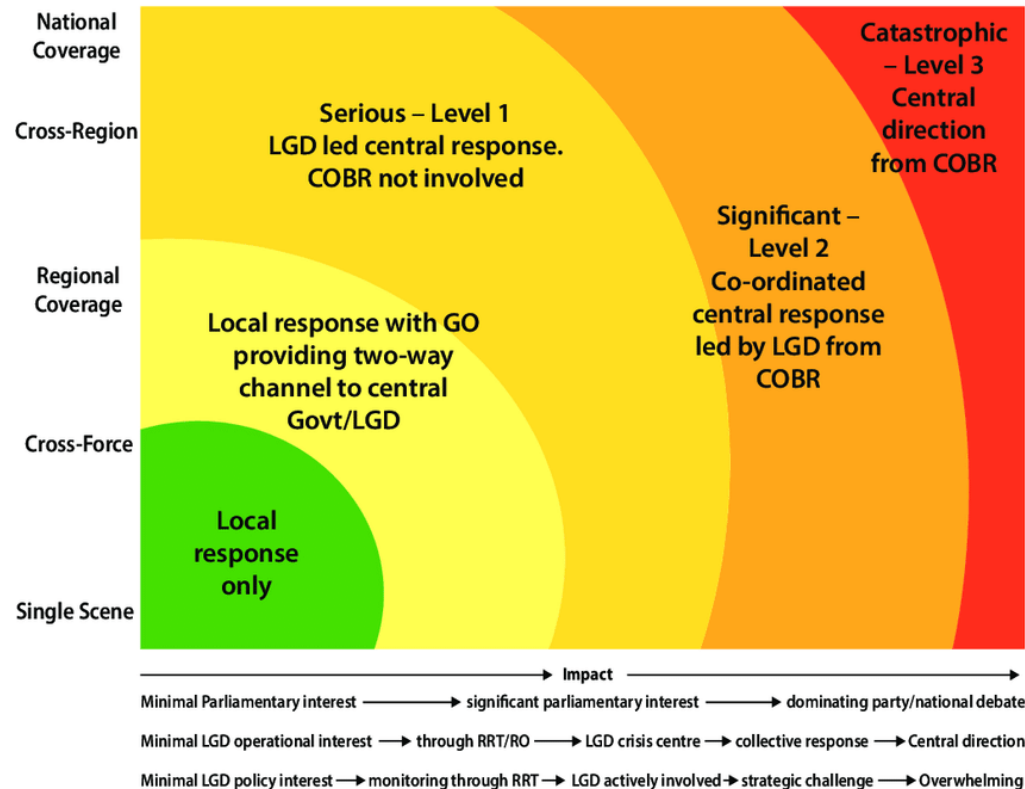 National
Coverage
Cross-Region
Regional
Coverage
Cross-Force
Single Scene
Catastrophic
– Level 3
Central
direction
from COBR
Serious – Level 1
LGD led central response.
COBR not involved
Significant –
Level 2
Co-ordinated
central response
led by LGD from
COBR
Local response with GO
providing two-way
channel to central
Govt/LGD
Local
response
only
Impact
Minimal Parliamentary interest significant parliamentary interest dominating party/national debate
Minimal LGD operational interest through RRT/RO LGD crisis centre collective response Central direction
Minimal LGD policy interest monitoring through RRT LGD actively involved strategic challenge Overwhelming